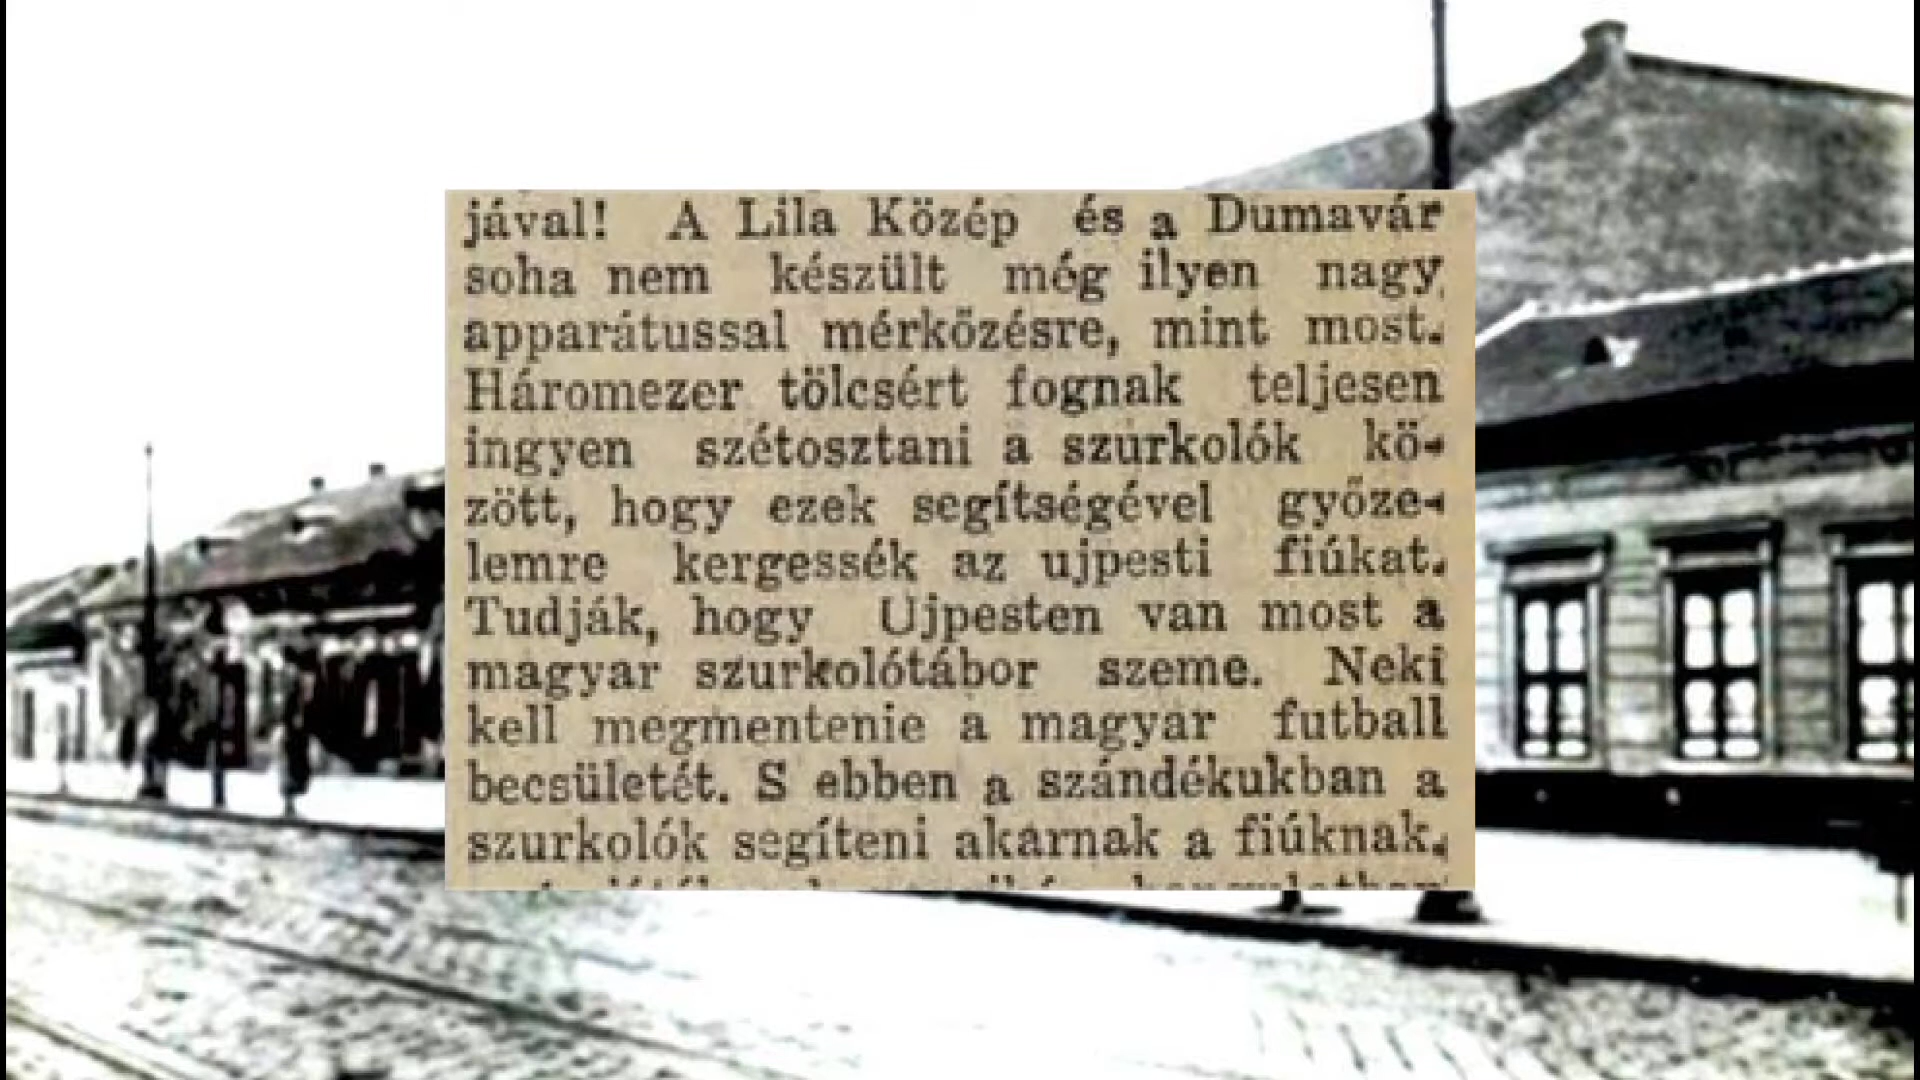 jával! A Lila Közép és a Dumavár
soha nem készült még ilyen nagy
apparátussal mérkőzésre, mint most.
Háromezer tölcsért fognak teljesen
ingyen szétosztani a szurkolók kö-
zött, hogy ezek segítségével győze-
lemre kergessék az ujpesti fiúkat.
Tudják, hogy Ujpesten van most a
magyar szurkolótábor szeme. Neki
kell megmentenie a magyar futball
becsületét. S ebben a szándékukban a
szurkolók segíteni akarnak a fiúknak.